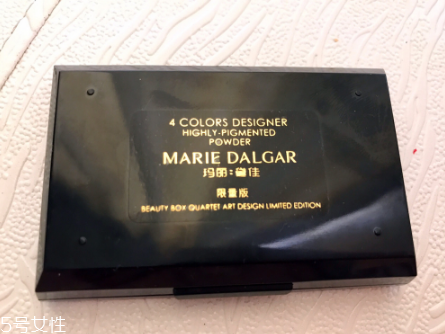 4 COLORS DESIGNER
HIGHLY-PIGMENTED
POWDER
MARIE DALGAR
玛丽黛佳
限量版
BEAUTY BOX QUARTET ART DESIGN LIMITED EDITION
5号女性